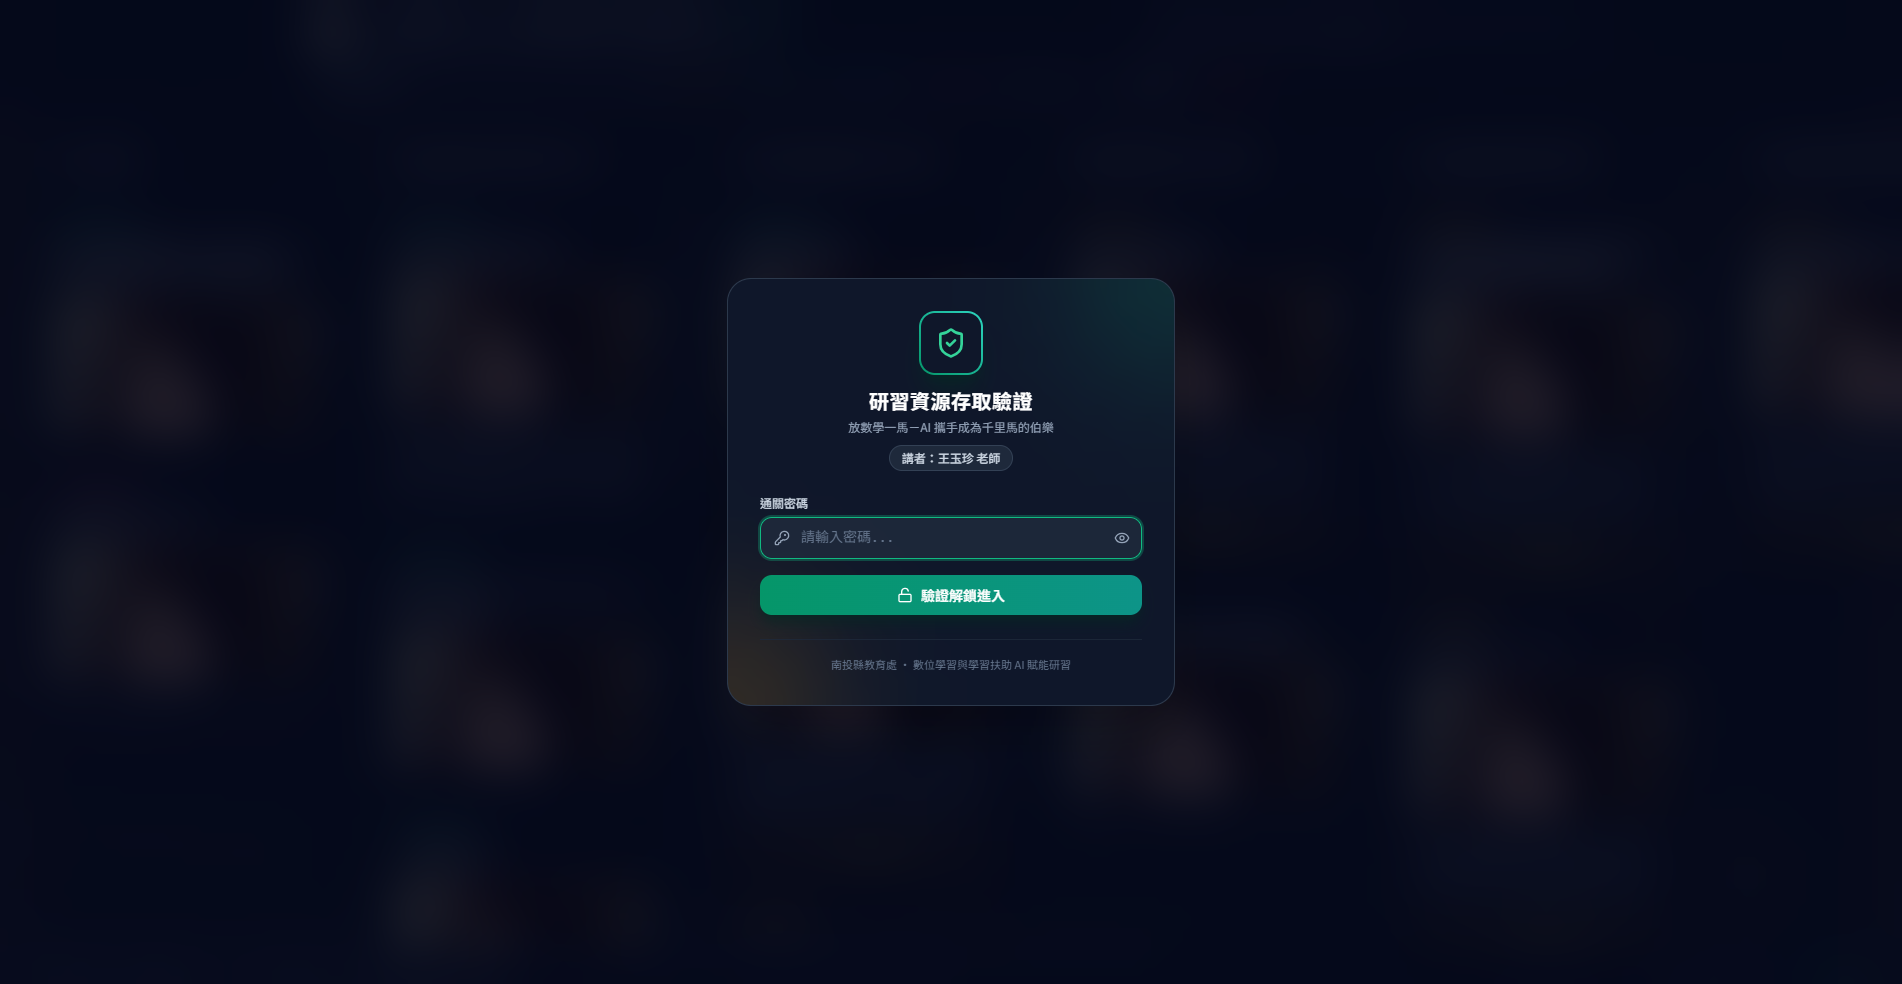 研習資源存取驗證
放數學一馬－AI 攜手成為千里馬的伯樂
講者：王玉珍 老師
通關密碼
請輸入密碼...
驗證解鎖進入
南投縣教育處 • 數位學習與學習扶助 AI 賦能研習